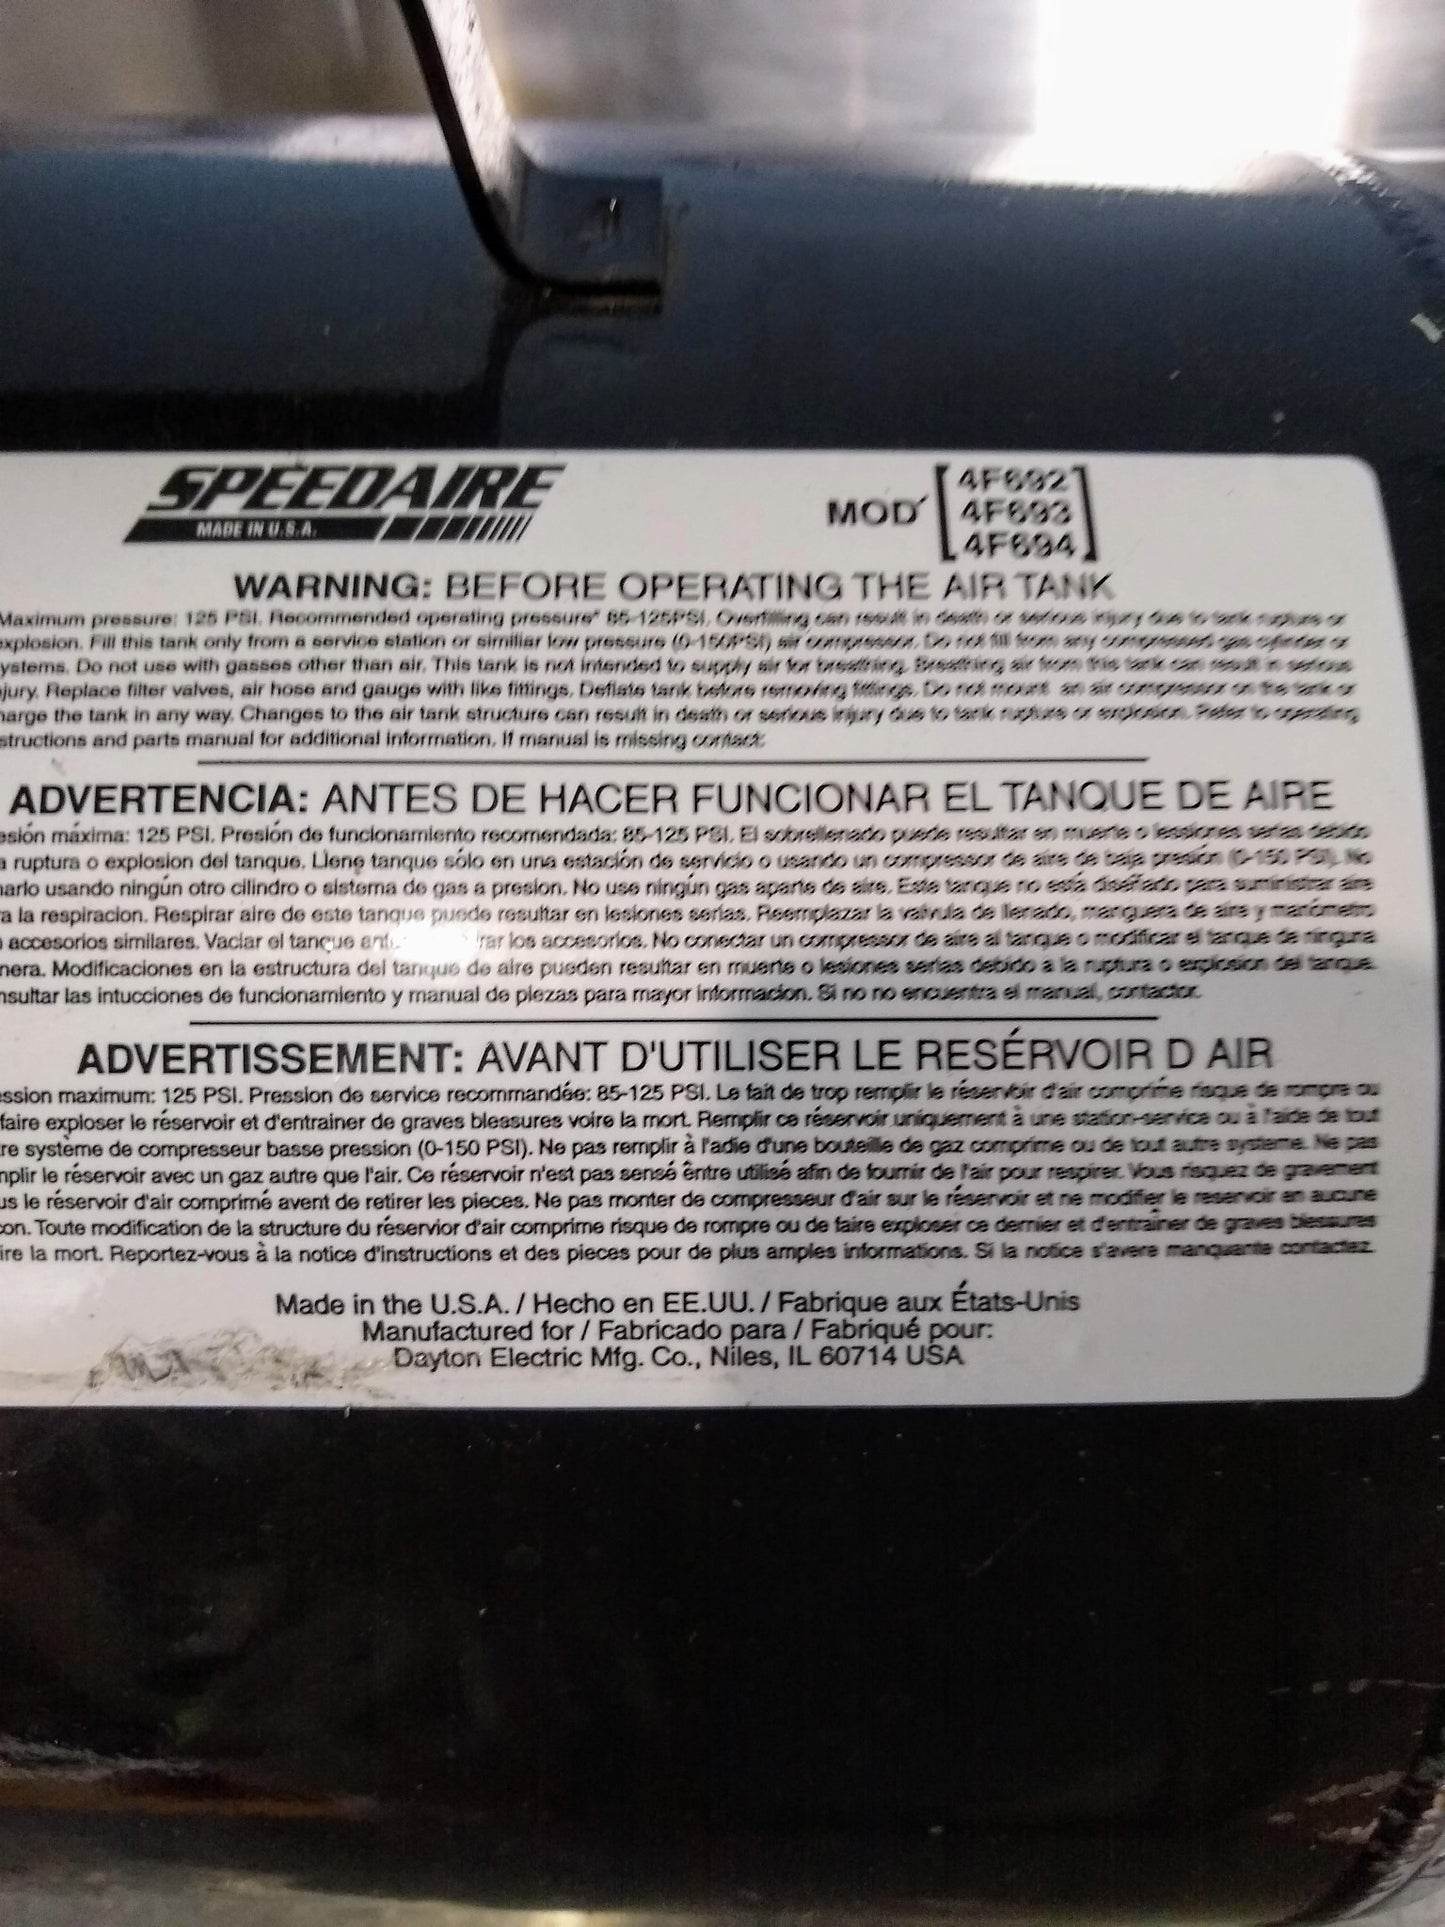 SPEEDAIRE
MADE IN U.S.A.
MOD
4F692
4F693
4F694
WARNING: BEFORE OPERATING THE AIR TANK
Maximum pressure: 125 PSI. Recommended operating pressure" 85-125PSI. Overfilling can result in death or serious injury due to tank rupture or
explosion. Fill this tank only from a service station or similiar low pressure (0-150PSI) air compressor. Do not fill from any compressed gas cylinder or
ystems. Do not use with gasses other than air. This tank is not intended to supply air for breathing. Breathing air from this tank can result in serious
njury. Replace filter valves, air hose and gauge with like fittings. Deflate tank before removing fittings. Do not mount an air compressor on the tank or
harge the tank in any way. Changes to the air tank structure can result in death or serious injury due to tank rupture or explosion. Refer to operating
structions and parts manual for additional information. If manual is missing contact:
ADVERTENCIA: ANTES DE HACER FUNCIONAR EL TANQUE DE AIRE
esión máxima: 125 PSI. Presión de funcionamiento recomendada: 85-125 PSI. El sobrellenado puede resultar en muerte o lessiones serias debido
a ruptura o explosion del tanque. Llene tanque sólo en una estación de servicio o usando un compressor de aire de baja presión (0-150 PSI). No
narlo usando ningún otro cilindro o sistema de gas a presion. No use ningún gas aparte de aire. Este tanque no está diseñado para suministrar aire
ra la respiracion. Respirar aire de este tanque puede resultar en lesiones serias. Reemplazar la valvula de llenado, manguera de aire y manómetro
n accesorios similares. Vaciar el tanque ant rar los accesorios. No conectar un compressor de aire al tanque o modificar el tanque de ninguna
nera. Modificaciones en la estructura del tanque de aire pueden resultar en muerte o lesiones serias debido a la ruptura o explosion del tanque.
nsultar las intucciones de funcionamiento y manual de piezas para mayor informacion. Si no no encuentra el manual, contactor.
ADVERTISSEMENT: AVANT D'UTILISER LE RESÉRVOIR D AIR
ession maximum: 125 PSI. Pression de service recommandée: 85-125 PSI. Le fait de trop remplir le réservoir d'air comprime risque de rompre ou
faire exploser le réservoir et d'entrainer de graves blessures voire la mort. Remplir ce réservoir uniquement à une station-service ou à l'aide de tout
re système de compresseur basse pression (0-150 PSI). Ne pas remplir à l'adie d'une bouteille de gaz comprime ou de tout autre systeme. Ne pas
mplir le réservoir avec un gaz autre que l'air. Ce réservoir n'est pas sensé êntre utilisé afin de fournir de l'air pour respirer. Vous risquez de gravement
us le réservoir d'air comprimé avent de retirer les pieces. Ne pas monter de compresseur d'air sur le réservoir et ne modifier le reservoir en aucune
con. Toute modification de la structure du réservior d'air comprime risque de rompre ou de faire exploser ce dernier et d'entraîner de graves blessures
ire la mort. Reportez-vous à la notice d'instructions et des pieces pour de plus amples informations. Si la notice s'avere manquante contactez.
Made in the U.S.A. / Hecho en EE.UU. / Fabrique aux États-Unis
Manufactured for / Fabricado para / Fabriqué pour:
Dayton Electric Mfg. Co., Niles, IL 60714 USA